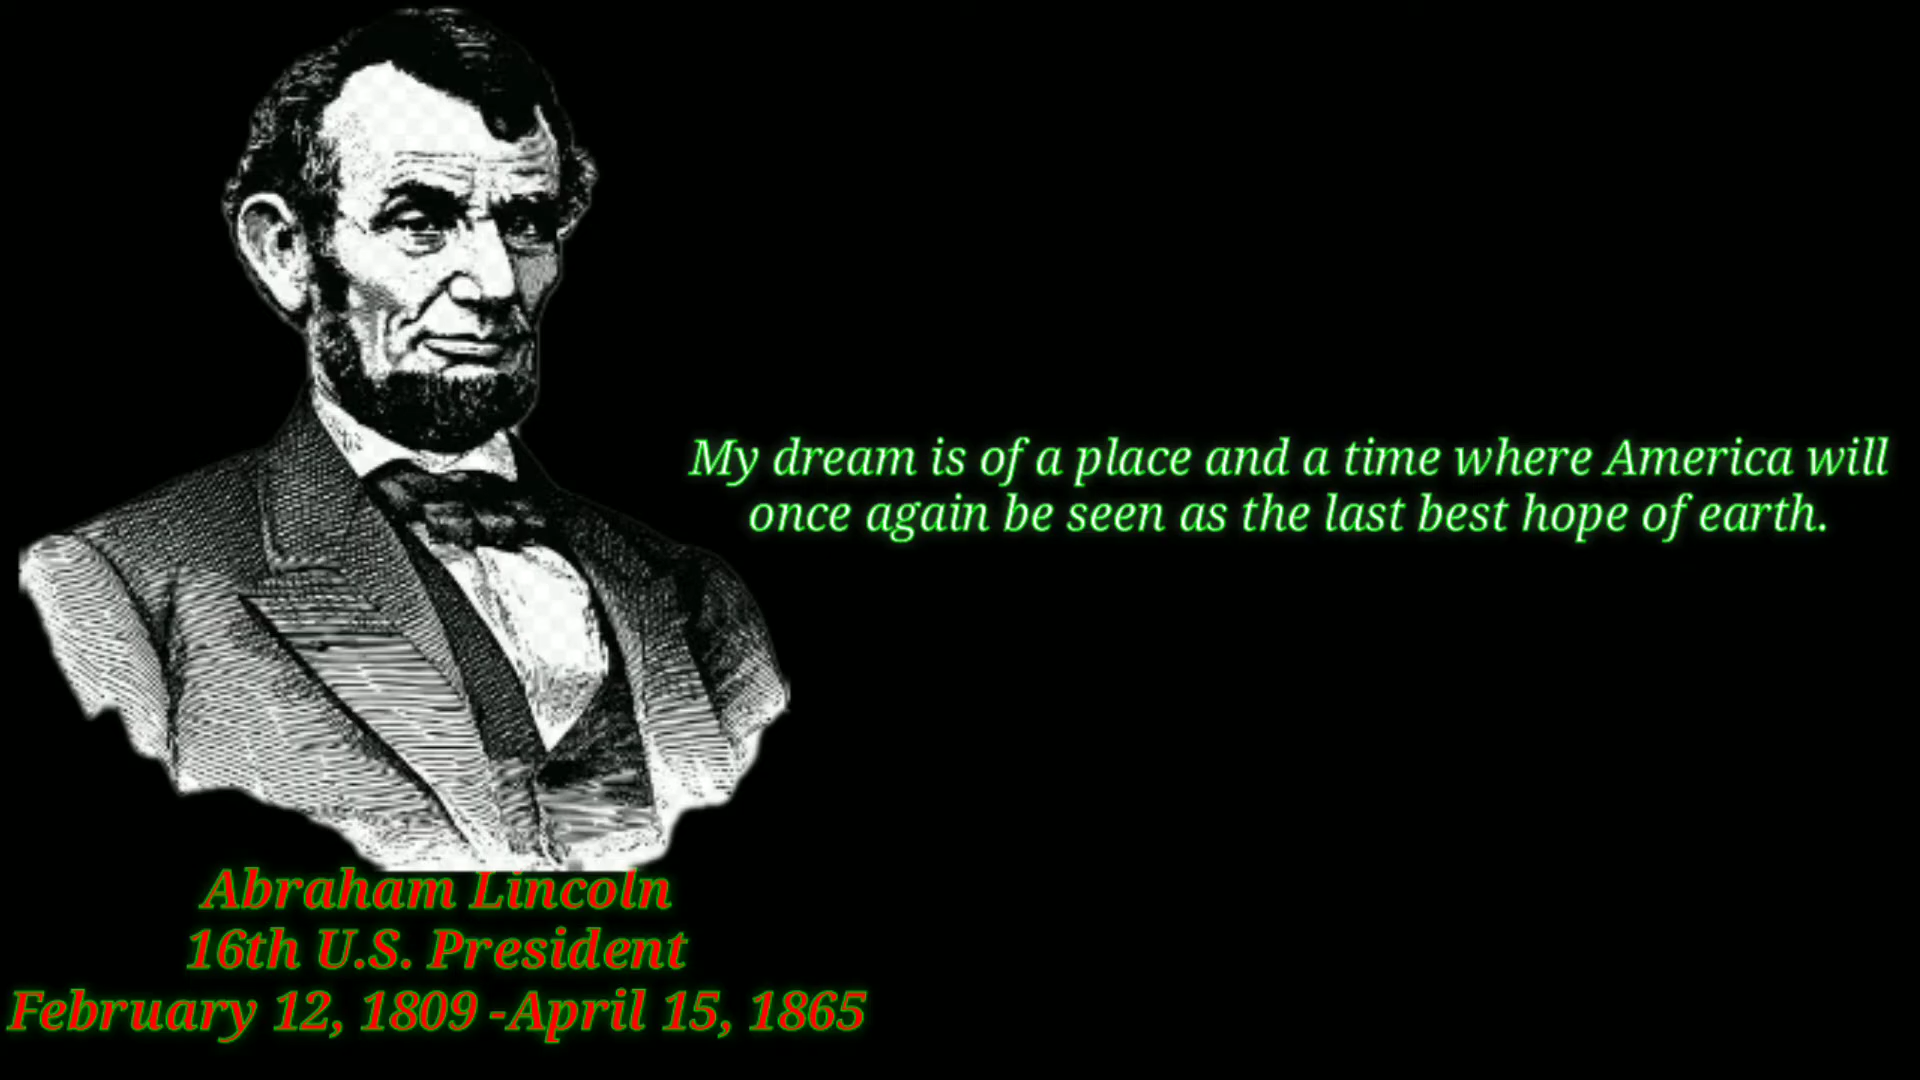 My dream is of a place and a time where America will
once again be seen as the last best hope of earth.
Abraham Lincoln
16th U.S. President
February 12, 1809 -April 15, 1865